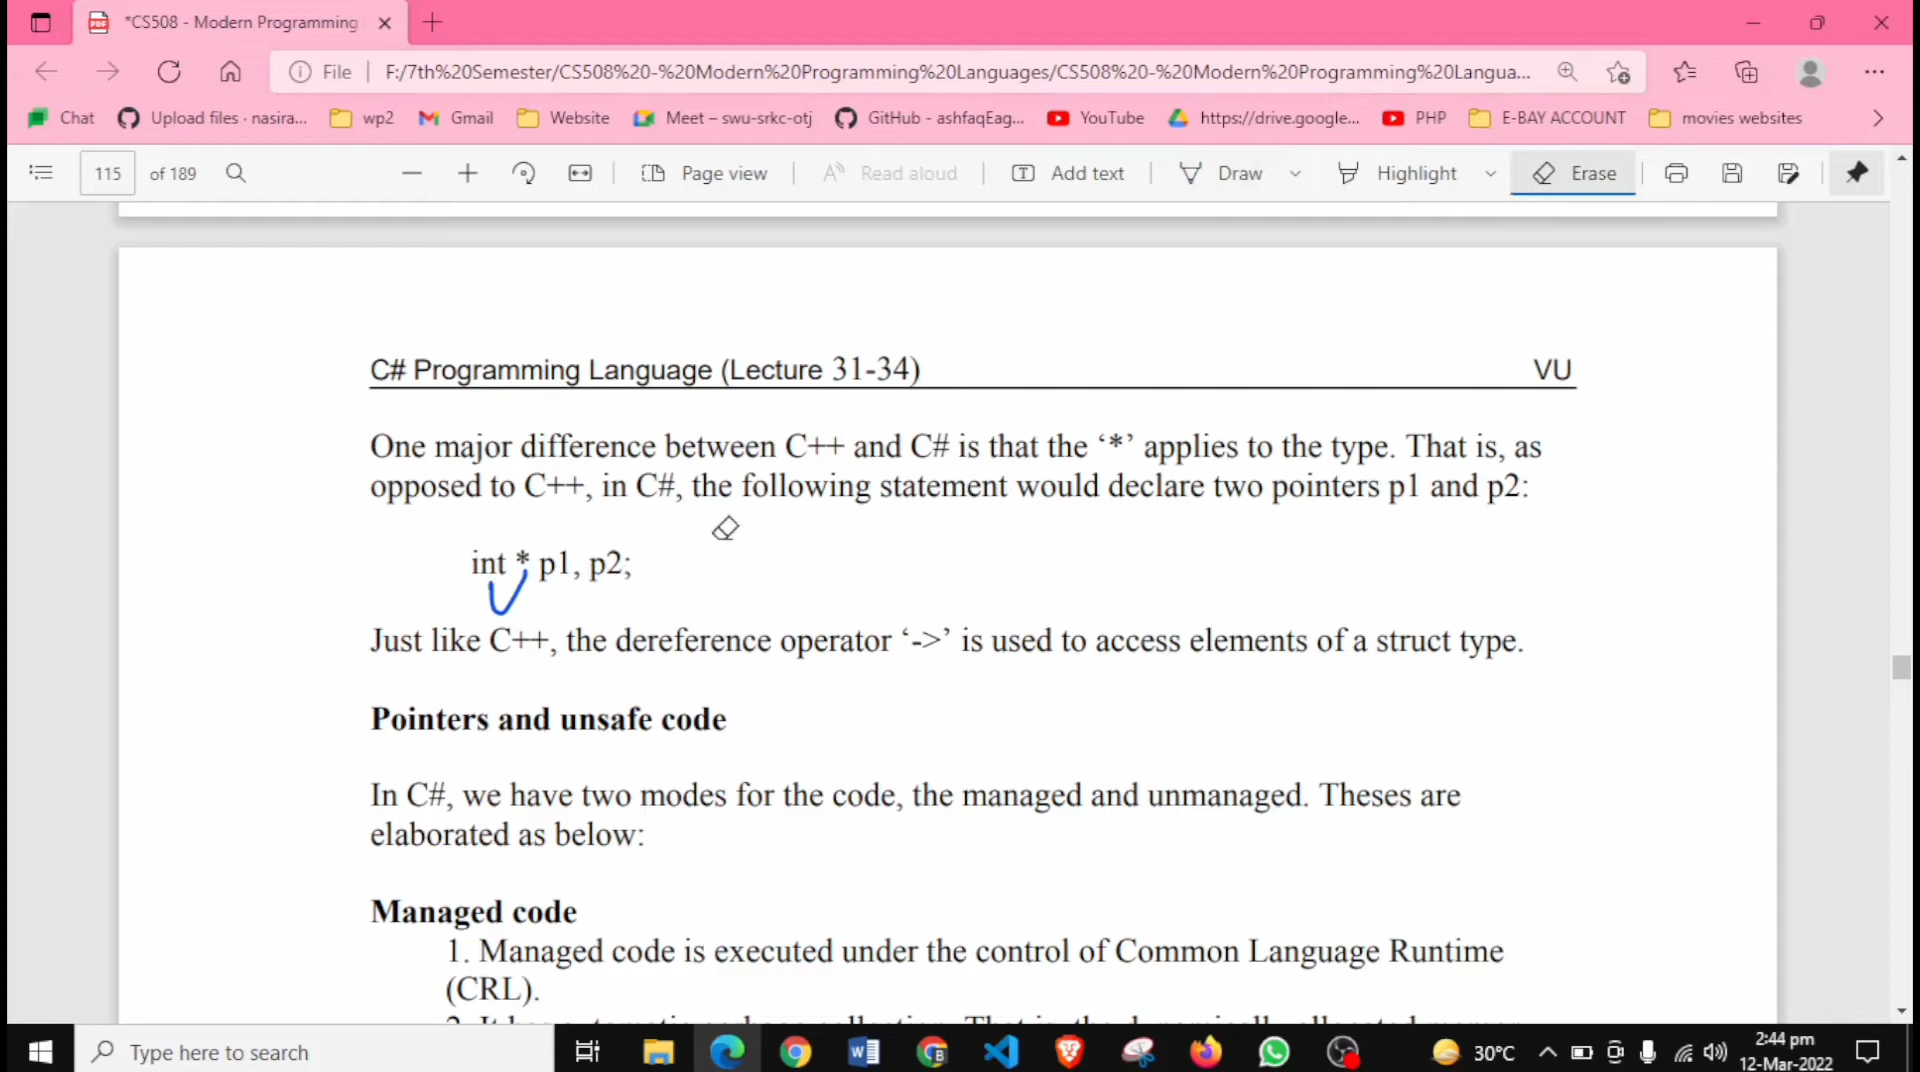 *CS508 - Modern Programming
File
F:/7th%20Semester/CS508%20-%20Modern%20Programming%20Languages/CS508%20-%20Modern%20Programming%20Langua...
Chat
Upload files · nasira...
wp2
Gmail
Website
Meet – swu-srkc-otj
GitHub - ashfaqEag...
YouTube
https://drive.google...
PHP
E-BAY ACCOUNT
movies websites
115 of 189
Page view
Read aloud
Add text
Draw
Highlight
Erase
C# Programming Language (Lecture 31-34) VU
One major difference between C++ and C# is that the ‘*’ applies to the type. That is, as
opposed to C++, in C#, the following statement would declare two pointers p1 and p2:
int * p1, p2;
Just like C++, the dereference operator ‘->’ is used to access elements of a struct type.
Pointers and unsafe code
In C#, we have two modes for the code, the managed and unmanaged. Theses are
elaborated as below:
Managed code
1. Managed code is executed under the control of Common Language Runtime
(CRL).
Type here to search
30°C
2:44 pm
12-Mar-2022